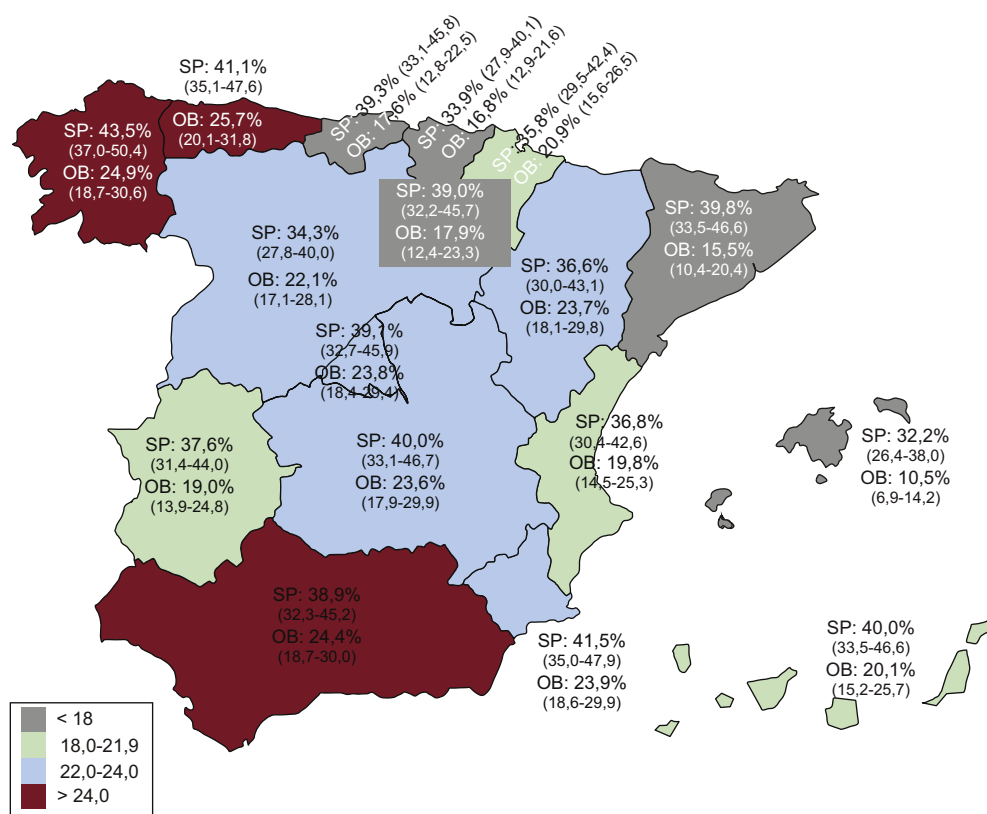 SP: 41,1%
(35,1-47,6)
OB: 25,7%
(20,1-31,8)
SP: 43,5%
(37,0-50,4)
OB: 24,9%
(18,7-30,6)
SP: 39,3% (33,1-45,8)
OB: 17,6% (12,8-22,5)
SP: 33,9% (27,9-40,1)
OB: 16,8% (12,9-21,6)
SP: 35,8% (29,5-42,4)
OB: 20,9% (15,6-26,5)
SP: 39,0%
(32,2-45,7)
OB: 17,9%
(12,4-23,3)
SP: 39,8%
(33,5-46,6)
OB: 15,5%
(10,4-20,4)
SP: 34,3%
(27,8-40,0)
OB: 22,1%
(17,1-28,1)
SP: 36,6%
(30,0-43,1)
OB: 23,7%
(18,1-29,8)
SP: 39,1%
(32,7-45,9)
OB: 23,8%
(18,4-29,4)
SP: 37,6%
(31,4-44,0)
OB: 19,0%
(13,9-24,8)
SP: 40,0%
(33,1-46,7)
OB: 23,6%
(17,9-29,9)
SP: 36,8%
(30,4-42,6)
OB: 19,8%
(14,5-25,3)
SP: 32,2%
(26,4-38,0)
OB: 10,5%
(6,9-14,2)
SP: 38,9%
(32,3-45,2)
OB: 24,4%
(18,7-30,0)
SP: 41,5%
(35,0-47,9)
OB: 23,9%
(18,6-29,9)
SP: 40,0%
(33,5-46,6)
OB: 20,1%
(15,2-25,7)
< 18
18,0-21,9
22,0-24,0
> 24,0